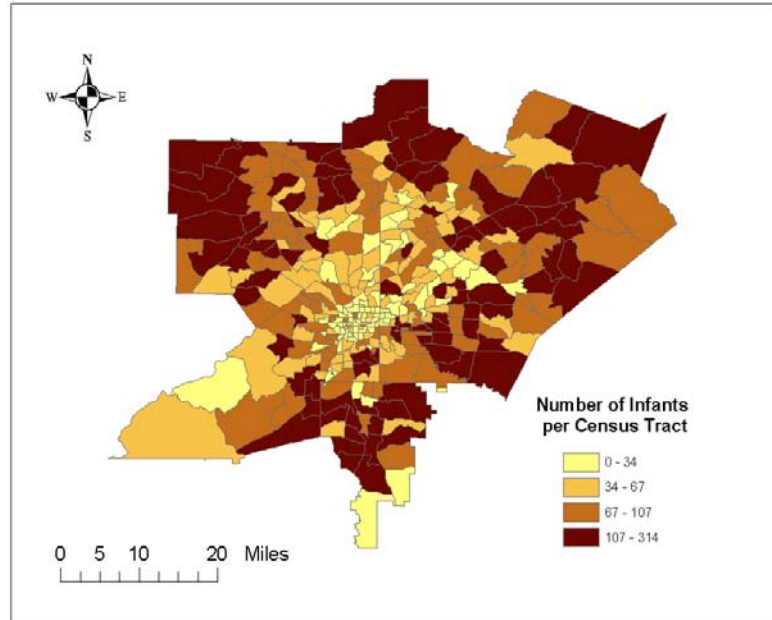 N
W E
S
Number of Infants
per Census Tract
0 - 34
34 - 67
67 - 107
107 - 314
0 5 10 20 Miles